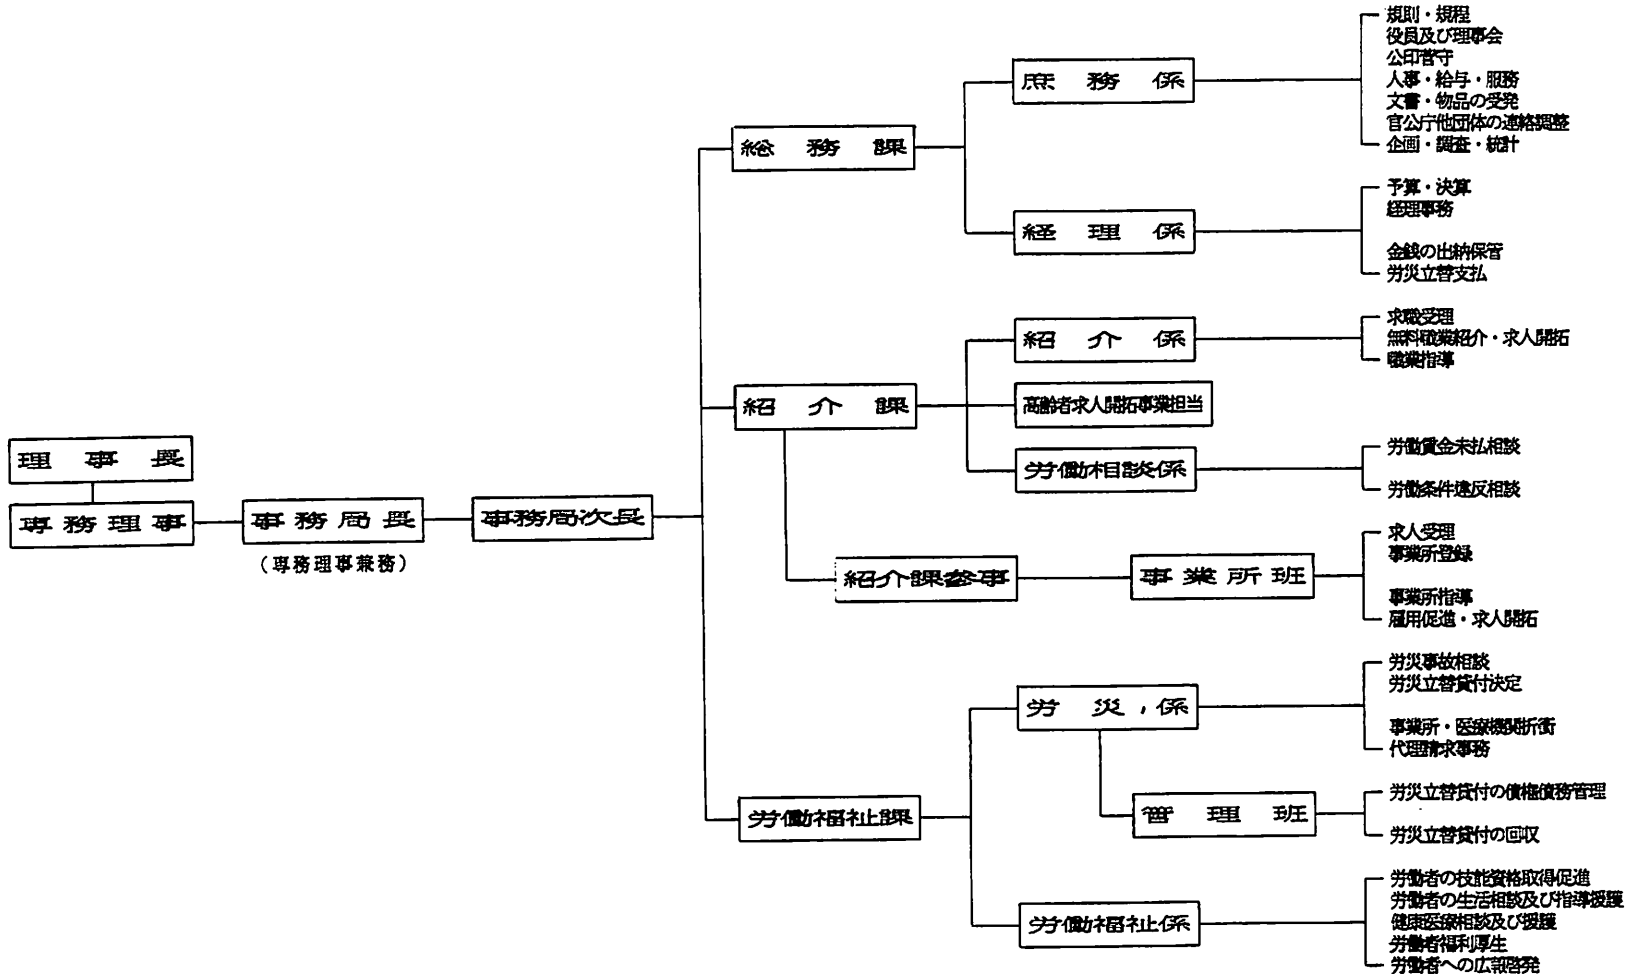 理事長
専務理事
事務局長
（専務理事兼務）
事務局次長
総務課
庶務係
規則・規程
役員及び理事会
公印管守
人事・給与・服務
文書・物品の受発
官公庁他団体の連絡調整
企画・調査・統計
経理係
予算・決算
経理事務
金銭の出納保管
労災立替支払
紹介課
紹介係
求職受理
無料職業紹介・求人開拓
職業指導
高齢者求人開拓事業担当
労働相談係
労働賃金未払相談
労働条件違反相談
紹介課参事
事業所班
求人受理
事業所登録
事業所指導
雇用促進・求人開拓
労働福祉課
労災係
労災事故相談
労災立替貸付決定
事業所・医療機関折衝
代理請求事務
管理班
労災立替貸付の債権債務管理
労災立替貸付の回収
労働福祉係
労働者の技能資格取得促進
労働者の生活相談及び指導援護
健康医療相談及び援護
労働者福利厚生
労働者への広報啓発